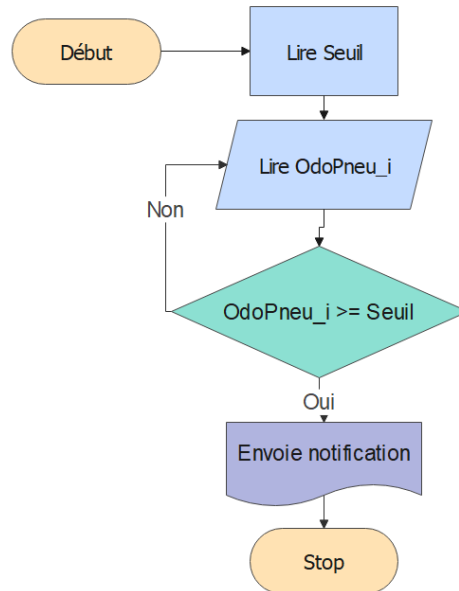 Début
Lire Seuil
Lire OdoPneu_i
Non
OdoPneu_i >= Seuil
Oui
Envoie notification
Stop